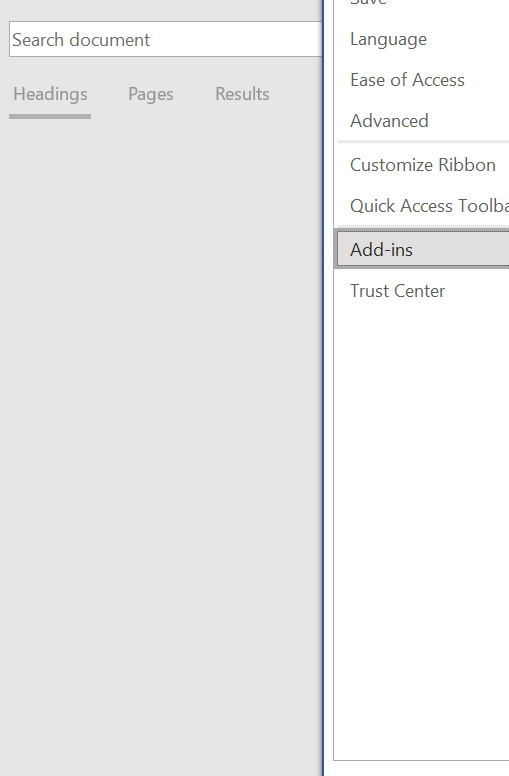 Search document
Headings Pages Results
Save
Language
Ease of Access
Advanced
Customize Ribbon
Quick Access Toolba
Add-ins
Trust Center